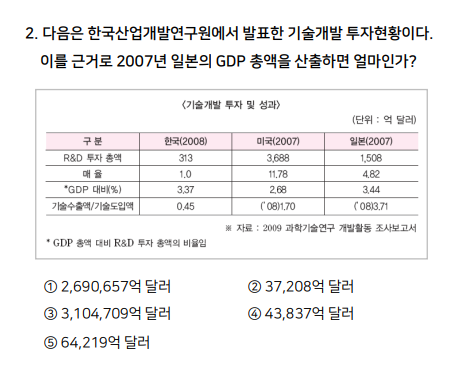 2. 다음은 한국산업개발연구원에서 발표한 기술개발 투자현황이다.
이를 근거로 2007년 일본의 GDP 총액을 산출하면 얼마인가?
<기술개발 투자 및 성과>
(단위 : 억 달러)
구 분 한국(2008) 미국(2007) 일본(2007)
R&D 투자 총액 313 3,688 1,508
매 율 1.0 11.78 4.82
*GDP 대비(%) 3.37 2.68 3.44
기술수출액/기술도입액 0.45 ('08)1.70 ('08)3.71
※ 자료 : 2009 과학기술연구 개발활동 조사보고서
* GDP 총액 대비 R&D 투자 총액의 비율임
① 2,690,657억 달러 ② 37,208억 달러
③ 3,104,709억 달러 ④ 43,837억 달러
⑤ 64,219억 달러